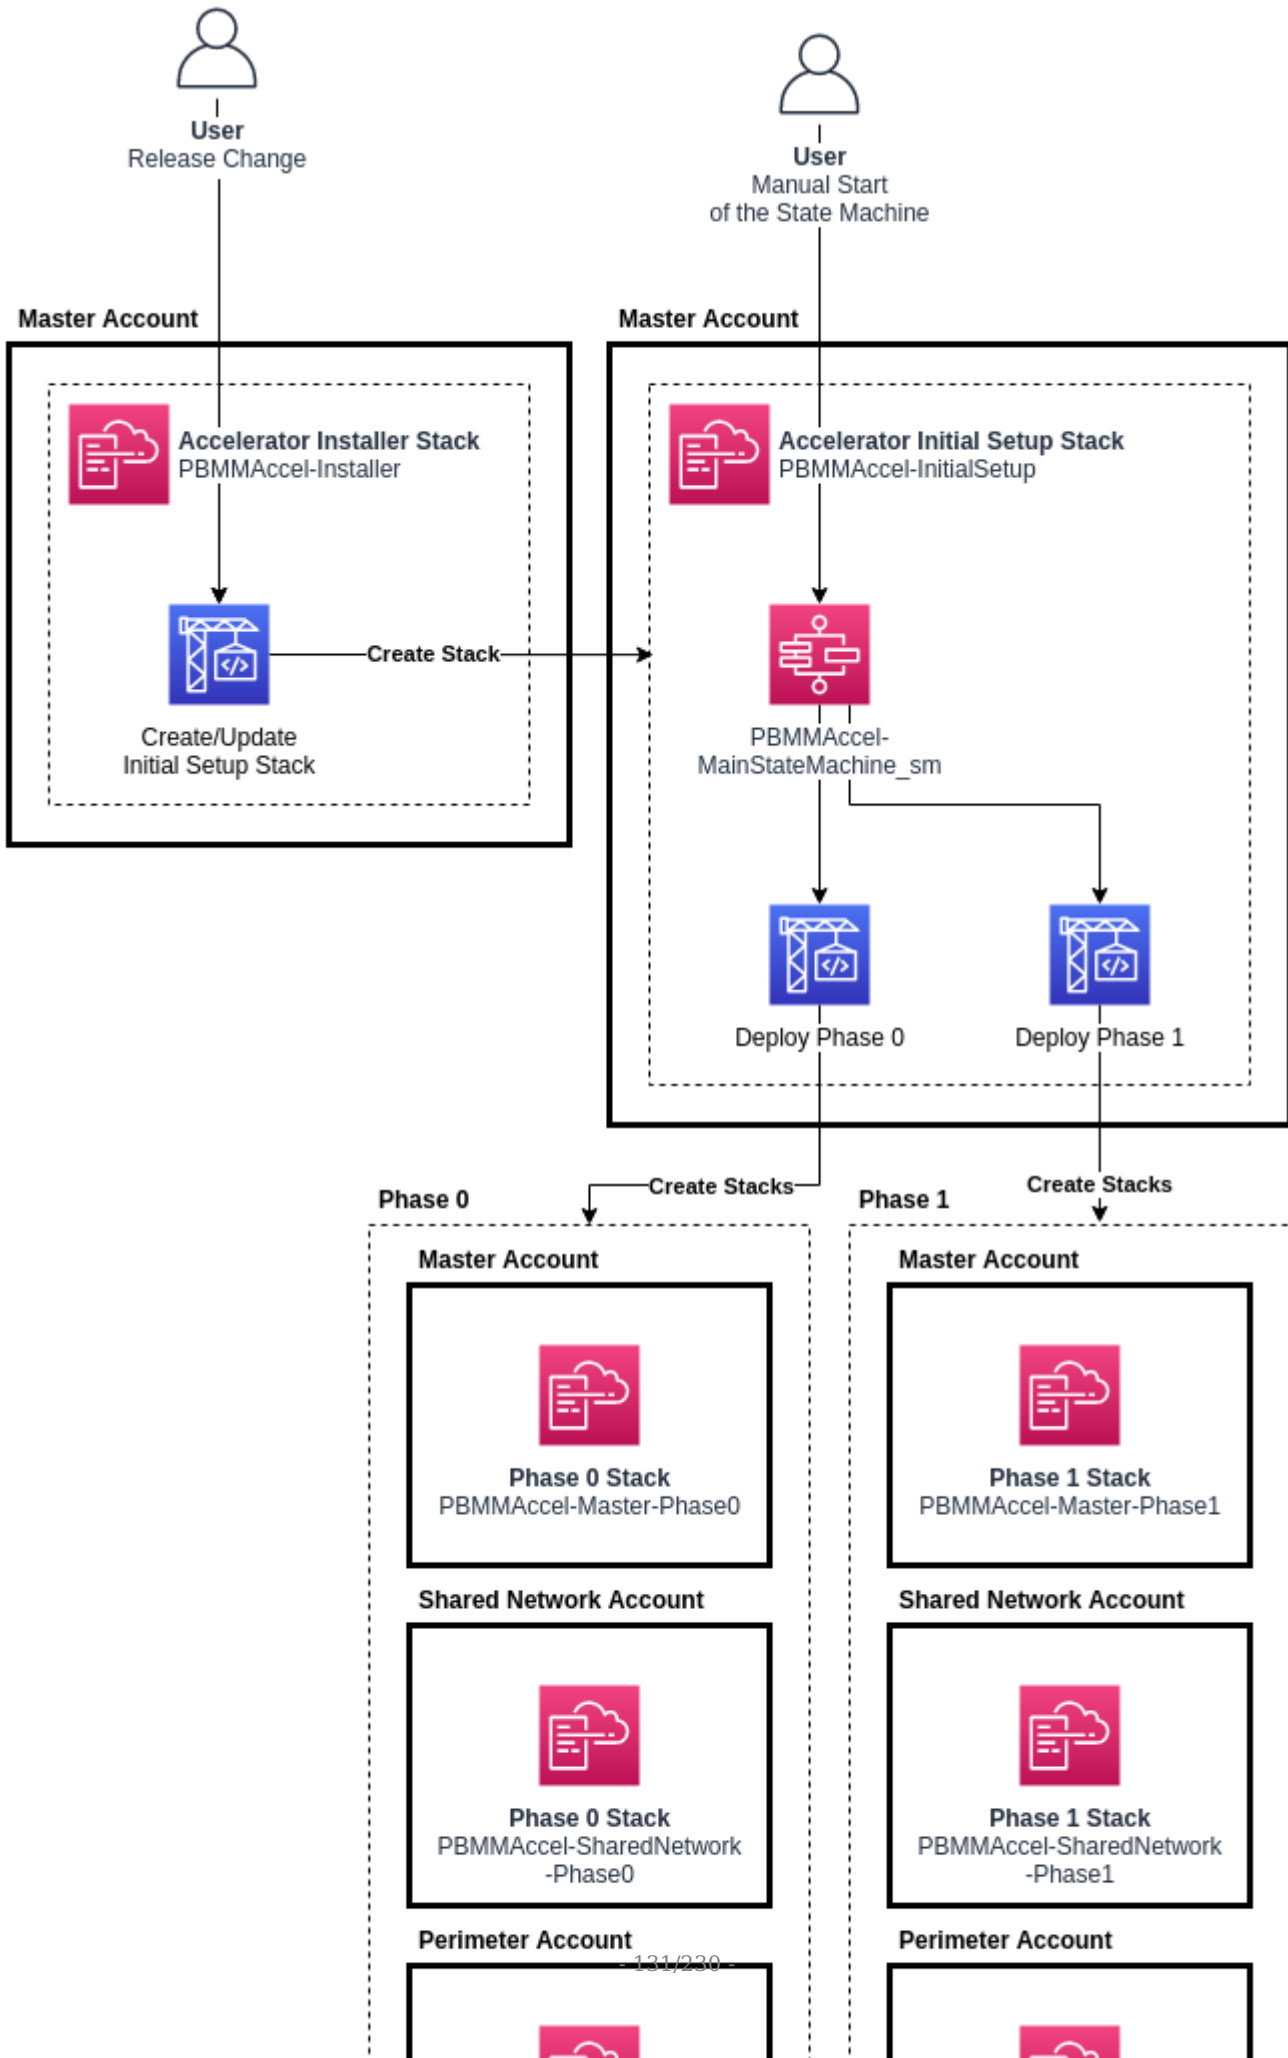 User
Release Change
User
Manual Start
of the State Machine
Master Account
Master Account
Accelerator Installer Stack
PBMMAccel-Installer
Accelerator Initial Setup Stack
PBMMAccel-InitialSetup
Create Stack
Create/Update
Initial Setup Stack
PBMMAccel-
MainStateMachine_sm
Deploy Phase 0
Deploy Phase 1
Create Stacks
Create Stacks
Phase 0
Phase 1
Master Account
Master Account
Phase 0 Stack
PBMMAccel-Master-Phase0
Phase 1 Stack
PBMMAccel-Master-Phase1
Shared Network Account
Shared Network Account
Phase 0 Stack
PBMMAccel-SharedNetwork
-Phase0
Phase 1 Stack
PBMMAccel-SharedNetwork
-Phase1
Perimeter Account
Perimeter Account
- 131/230 -